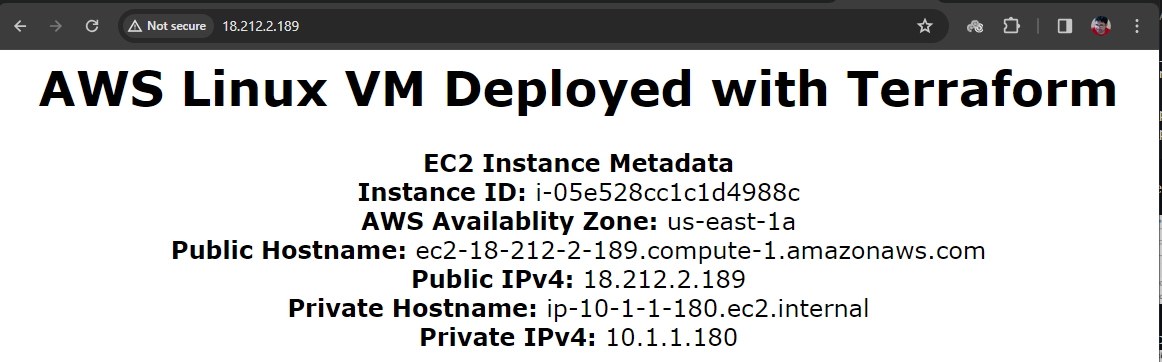 Not secure 18.212.2.189
AWS Linux VM Deployed with Terraform
EC2 Instance Metadata
Instance ID: i-05e528cc1c1d4988c
AWS Availablity Zone: us-east-1a
Public Hostname: ec2-18-212-2-189.compute-1.amazonaws.com
Public IPv4: 18.212.2.189
Private Hostname: ip-10-1-1-180.ec2.internal
Private IPv4: 10.1.1.180